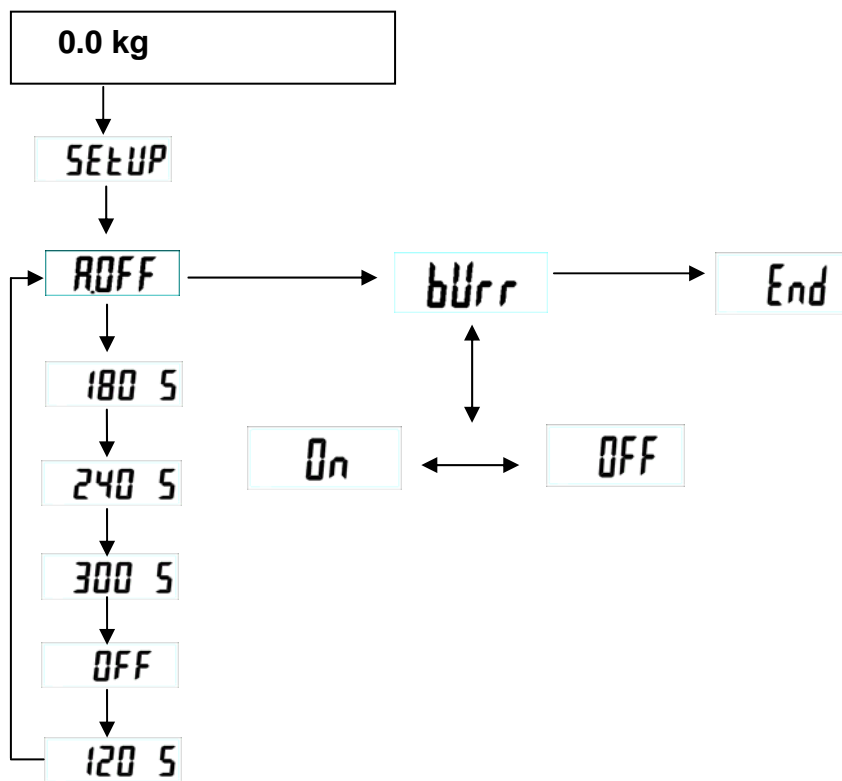 0.0 kg
SEtUP
A.OFF
bUrr
End
180 S
240 S
On
OFF
300 S
OFF
120 S